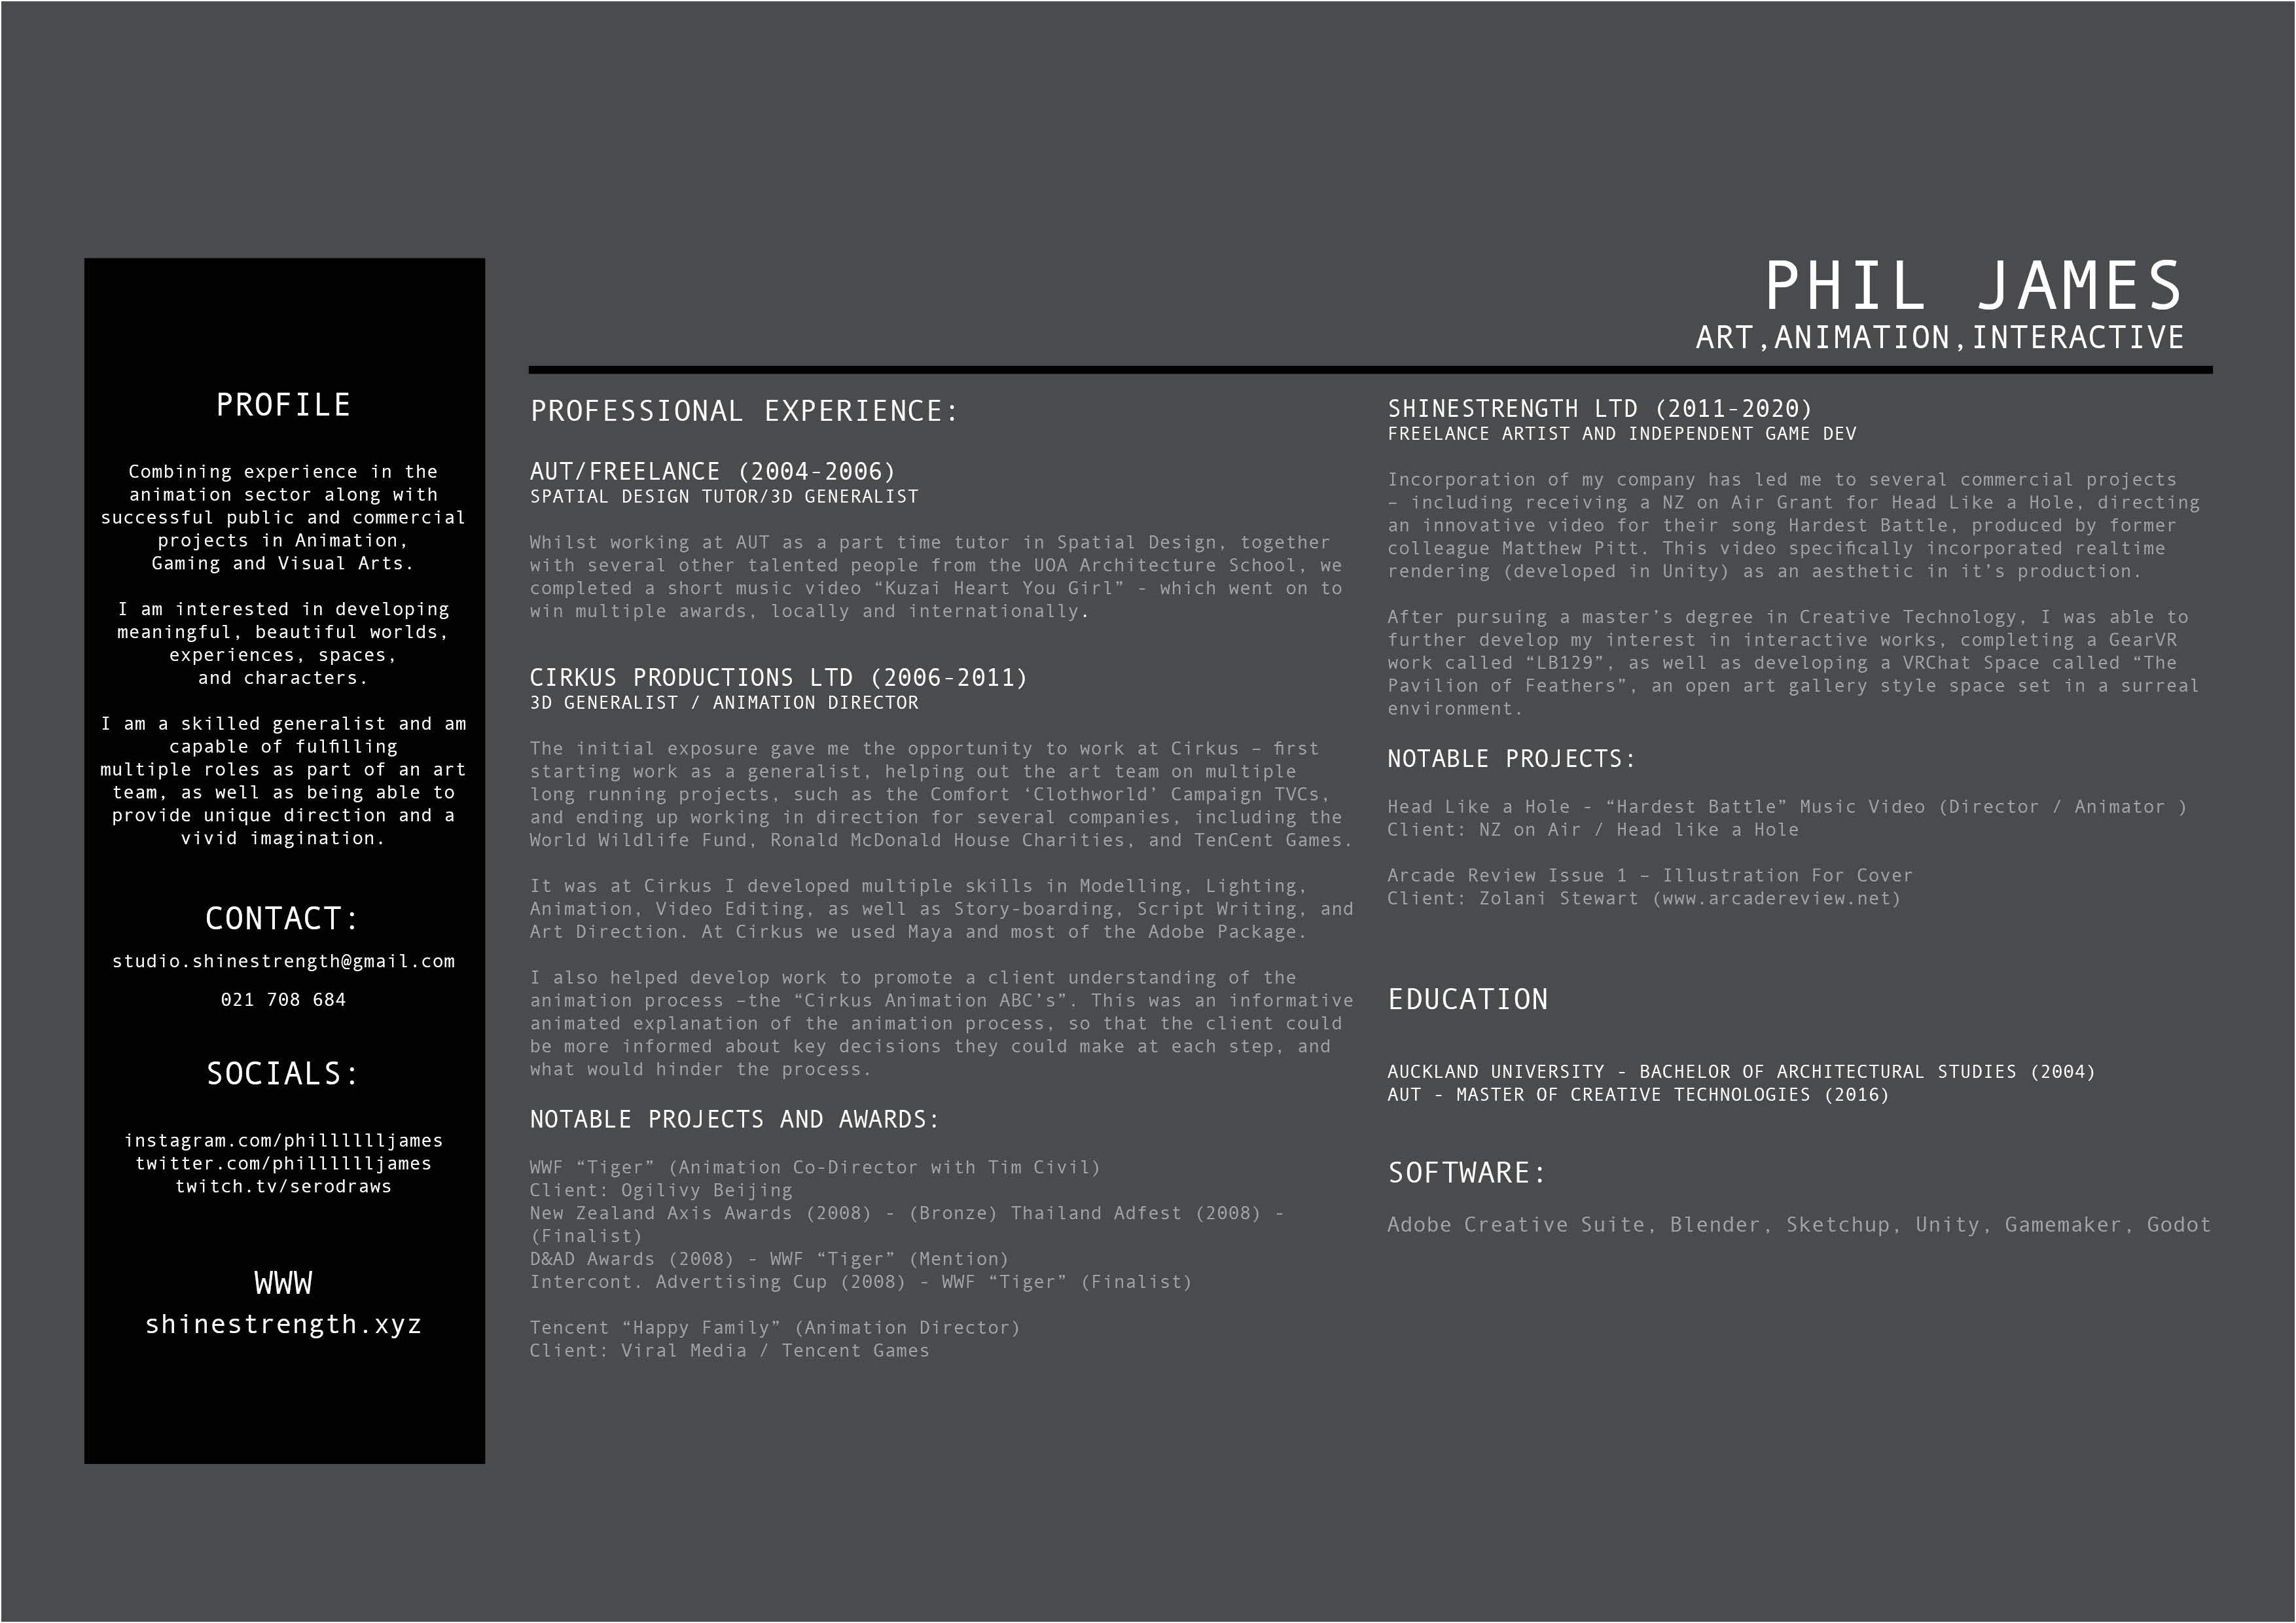 PHIL JAMES
ART,ANIMATION,INTERACTIVE
PROFILE
Combining experience in the
animation sector along with
successful public and commercial
projects in Animation,
Gaming and Visual Arts.
I am interested in developing
meaningful, beautiful worlds,
experiences, spaces,
and characters.
I am a skilled generalist and am
capable of fulfilling
multiple roles as part of an art
team, as well as being able to
provide unique direction and a
vivid imagination.
CONTACT:
studio.shinestrength@gmail.com
021 708 684
SOCIALS:
instagram.com/philllllljames
twitter.com/philllllljames
twitch.tv/serodraws
WWW
shinestrength.xyz
PROFESSIONAL EXPERIENCE:
AUT/FREELANCE (2004-2006)
SPATIAL DESIGN TUTOR/3D GENERALIST
Whilst working at AUT as a part time tutor in Spatial Design, together
with several other talented people from the UOA Architecture School, we
completed a short music video “Kuzai Heart You Girl” - which went on to
win multiple awards, locally and internationally.
CIRKUS PRODUCTIONS LTD (2006-2011)
3D GENERALIST / ANIMATION DIRECTOR
The initial exposure gave me the opportunity to work at Cirkus – first
starting work as a generalist, helping out the art team on multiple
long running projects, such as the Comfort ‘Clothworld’ Campaign TVCs,
and ending up working in direction for several companies, including the
World Wildlife Fund, Ronald McDonald House Charities, and TenCent Games.
It was at Cirkus I developed multiple skills in Modelling, Lighting,
Animation, Video Editing, as well as Story-boarding, Script Writing, and
Art Direction. At Cirkus we used Maya and most of the Adobe Package.
I also helped develop work to promote a client understanding of the
animation process –the “Cirkus Animation ABC’s”. This was an informative
animated explanation of the animation process, so that the client could
be more informed about key decisions they could make at each step, and
what would hinder the process.
NOTABLE PROJECTS AND AWARDS:
WWF “Tiger” (Animation Co-Director with Tim Civil)
Client: Ogilivy Beijing
New Zealand Axis Awards (2008) - (Bronze) Thailand Adfest (2008) -
(Finalist)
D&AD Awards (2008) - WWF “Tiger” (Mention)
Intercont. Advertising Cup (2008) - WWF “Tiger” (Finalist)
Tencent “Happy Family” (Animation Director)
Client: Viral Media / Tencent Games
SHINESTRENGTH LTD (2011-2020)
FREELANCE ARTIST AND INDEPENDENT GAME DEV
Incorporation of my company has led me to several commercial projects
– including receiving a NZ on Air Grant for Head Like a Hole, directing
an innovative video for their song Hardest Battle, produced by former
colleague Matthew Pitt. This video specifically incorporated realtime
rendering (developed in Unity) as an aesthetic in it’s production.
After pursuing a master’s degree in Creative Technology, I was able to
further develop my interest in interactive works, completing a GearVR
work called “LB129”, as well as developing a VRChat Space called “The
Pavilion of Feathers”, an open art gallery style space set in a surreal
environment.
NOTABLE PROJECTS:
Head Like a Hole - “Hardest Battle” Music Video (Director / Animator )
Client: NZ on Air / Head like a Hole
Arcade Review Issue 1 – Illustration For Cover
Client: Zolani Stewart (www.arcadereview.net)
EDUCATION
AUCKLAND UNIVERSITY - BACHELOR OF ARCHITECTURAL STUDIES (2004)
AUT - MASTER OF CREATIVE TECHNOLOGIES (2016)
SOFTWARE:
Adobe Creative Suite, Blender, Sketchup, Unity, Gamemaker, Godot